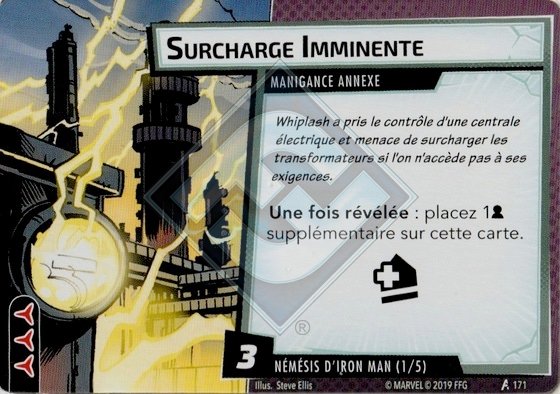 SURCHARGE IMMINENTE
MANIGANCE ANNEXE
Whiplash a pris le contrôle d'une centrale
électrique et menace de surcharger les
transformateurs si l'on n'accède pas à ses
exigences.
Une fois révélée : placez 1
supplémentaire sur cette carte.
®
3
NÉMÉSIS D'IRON MAN (1/5)
Illus. Steve Ellis
© MARVEL © 2019 FFG
171